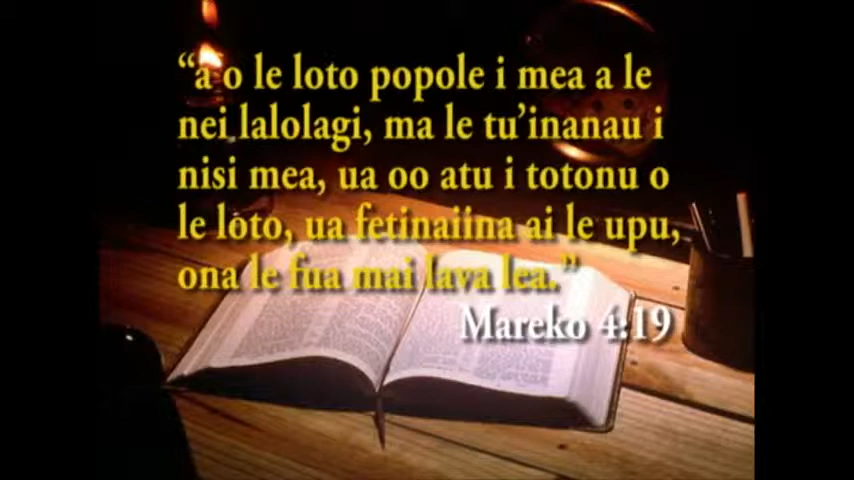 “a o le loto popole i mea a le
nei lalolagi, ma le tu’inanau i
nisi mea, ua oo atu i totonu o
le loto, ua fetinaiina ai le upu,
ona le fua mai lava lea.”
Mareko 4:19